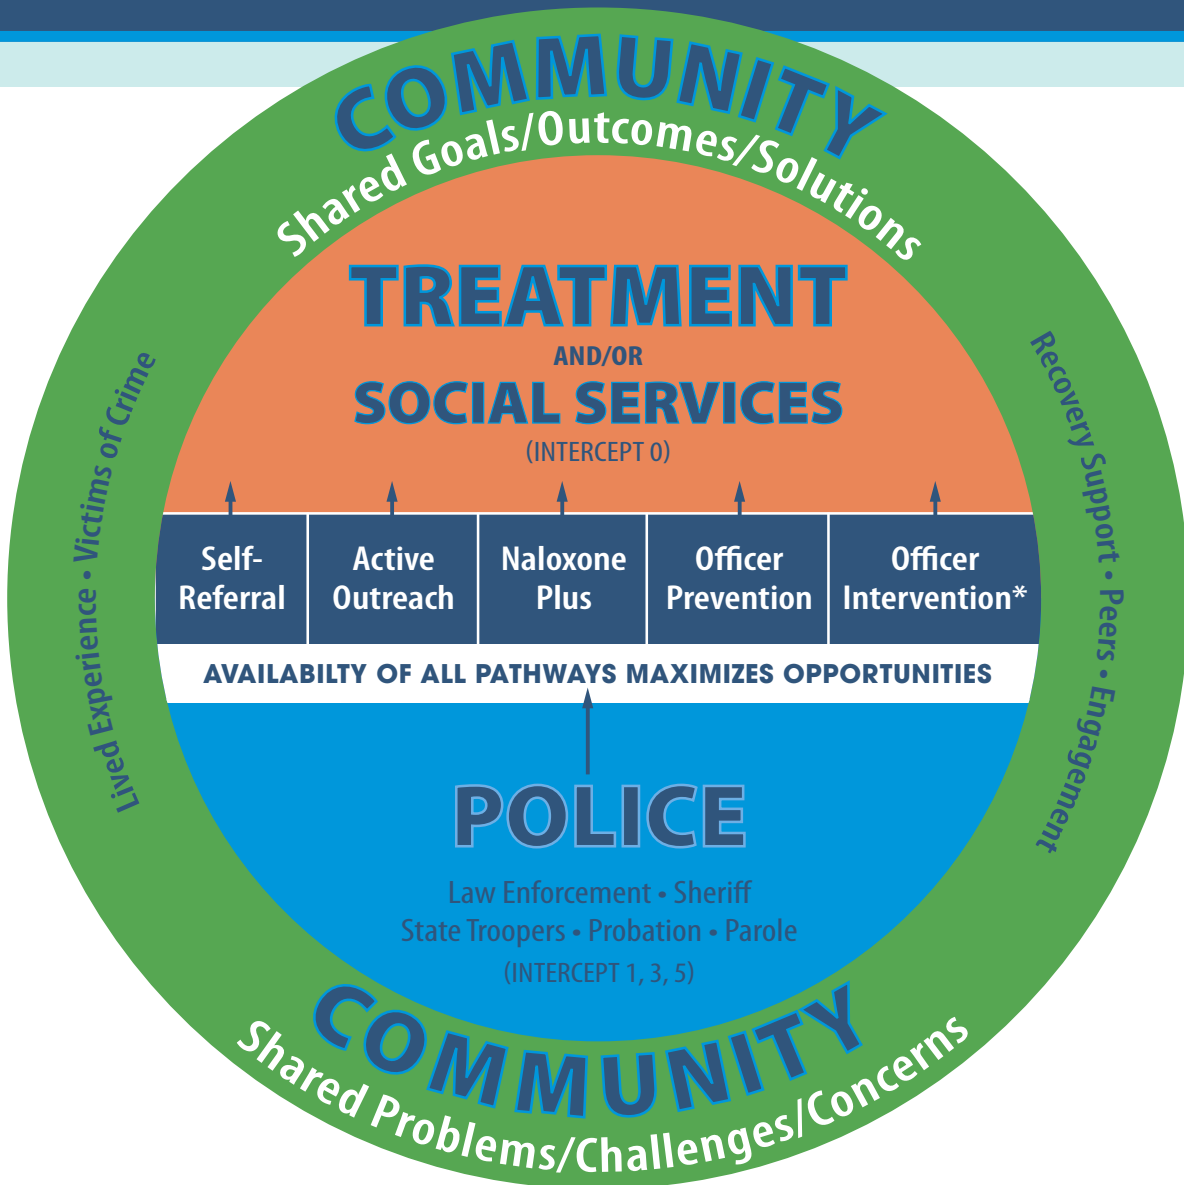 COMMUNITY
Shared Goals/Outcomes/Solutions
TREATMENT
AND/OR
SOCIAL SERVICES
(INTERCEPT 0)
Lived Experience • Victims of Crime
Recovery Support • Peers • Engagement
Self-
Referral
Active
Outreach
Naloxone
Plus
Officer
Prevention
Officer
Intervention*
AVAILABILTY OF ALL PATHWAYS MAXIMIZES OPPORTUNITIES
POLICE
Law Enforcement • Sheriff
State Troopers • Probation • Parole
(INTERCEPT 1, 3, 5)
COMMUNITY
Shared Problems/Challenges/Concerns